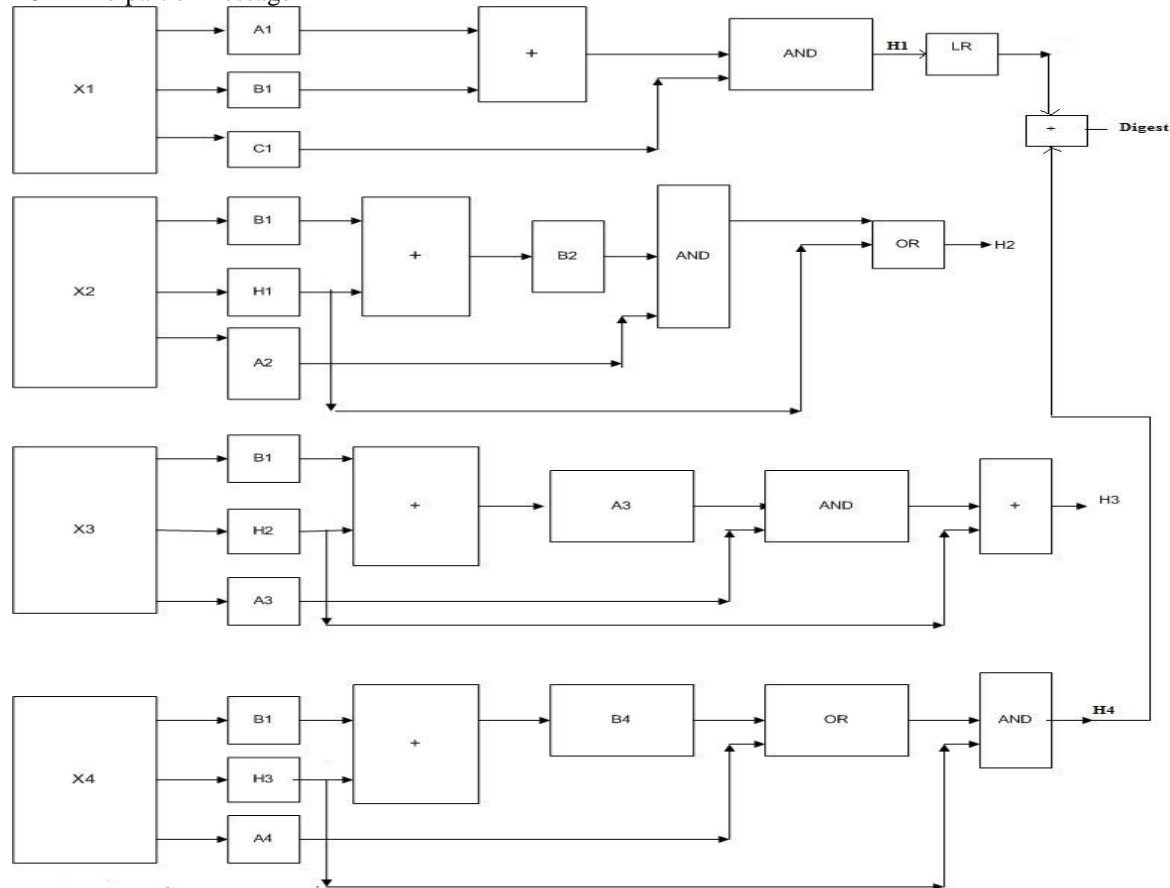 X1
A1
B1
C1
+
AND
H1
LR
+
Digest
X2
B1
H1
A2
+
B2
AND
OR
H2
X3
B1
H2
A3
+
A3
AND
+
H3
X4
B1
H3
A4
+
B4
OR
AND
H4